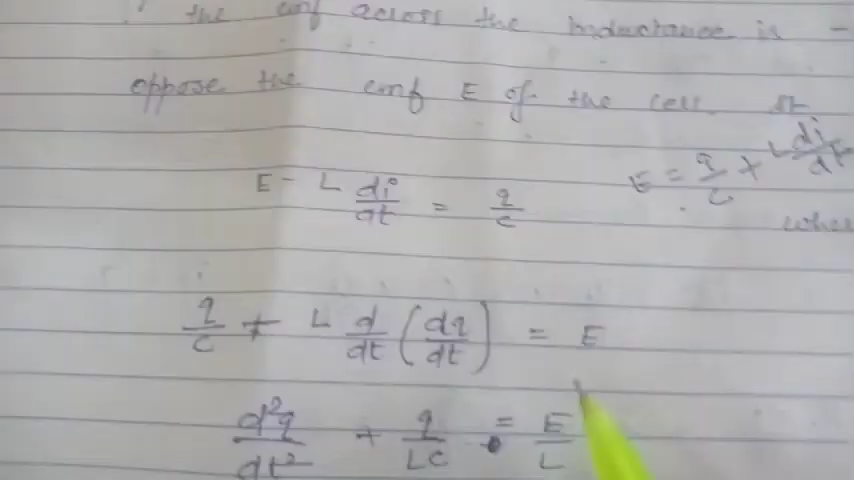 the emf across the inductance is -
oppose the emf E of the cell. It
E - L di/dt = q/c
E = q/c + L di/dt
q/c + L d/dt (dq/dt) = E
d²q/dt² + q/LC = E/L